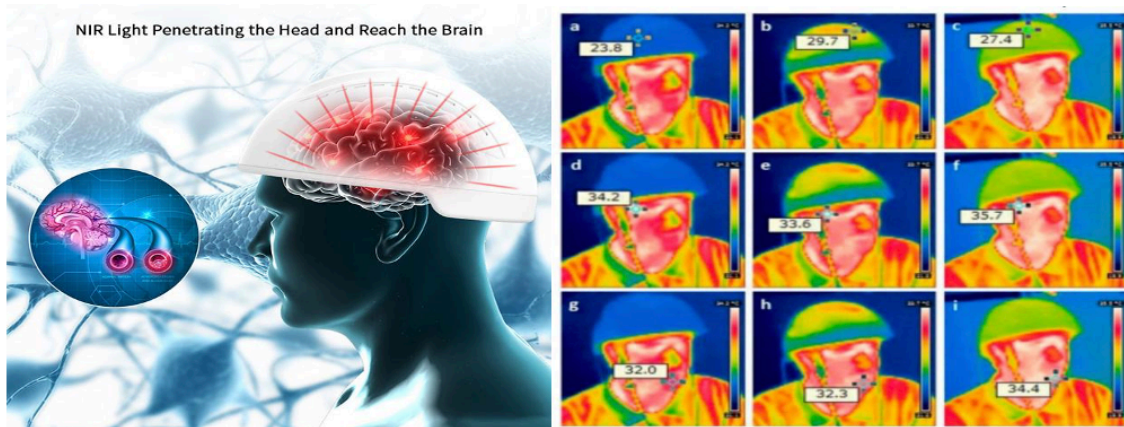 NIR Light Penetrating the Head and Reach the Brain
a
b
c
23.8
29.7
27.4
d
e
f
34.2
33.6
35.7
g
h
i
32.0
32.3
34.4